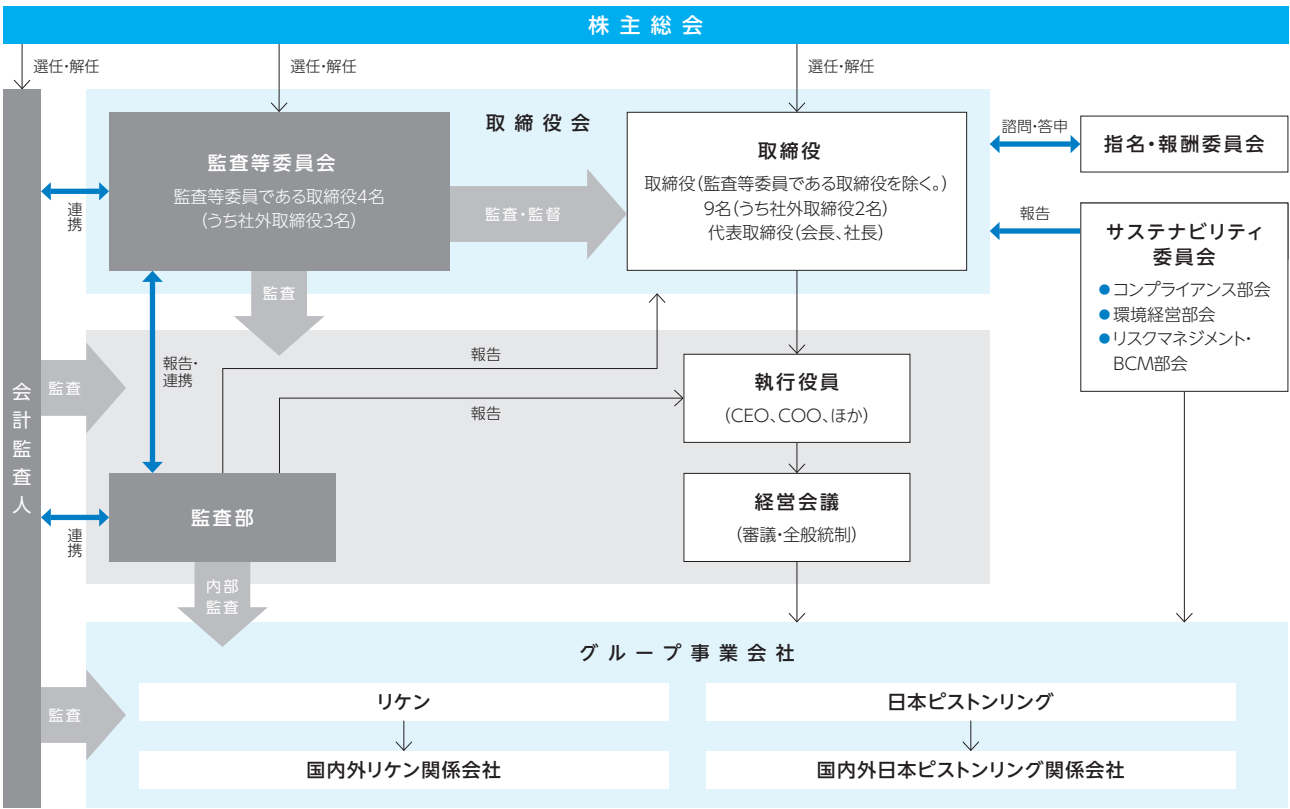 株主総会
選任・解任
選任・解任
選任・解任
取締役会
監査等委員会
監査等委員である取締役4名
(うち社外取締役3名)
監査・監督
取締役
取締役(監査等委員である取締役を除く。)
9名(うち社外取締役2名)
代表取締役(会長、社長)
諮問・答申
指名・報酬委員会
報告
サステナビリティ
委員会
●コンプライアンス部会
●環境経営部会
●リスクマネジメント・
BCM部会
連携
監査
会計監査人
監査
報告・
連携
報告
報告
執行役員
(CEO、COO、ほか)
経営会議
(審議・全般統制)
監査部
連携
内部
監査
グループ事業会社
監査
リケン
日本ピストンリング
国内外リケン関係会社
国内外日本ピストンリング関係会社